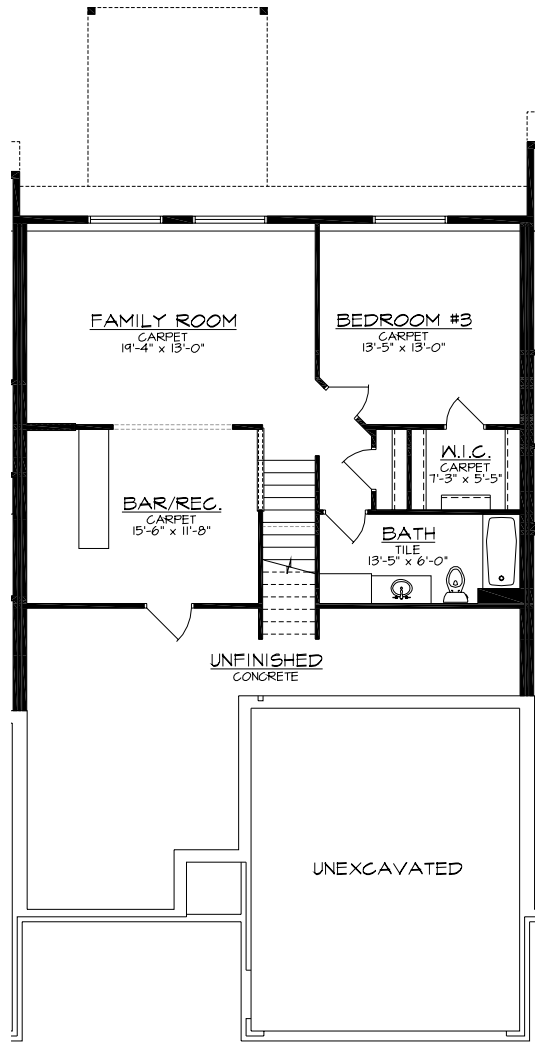 FAMILY ROOM
CARPET
19'-4" x 13'-0"
BEDROOM #3
CARPET
13'-5" x 13'-0"
W.I.C.
CARPET
7'-3" x 5'-5"
BAR/REC.
CARPET
15'-6" x 11'-8"
BATH
TILE
13'-5" x 6'-0"
UNFINISHED
CONCRETE
UNEXCAVATED